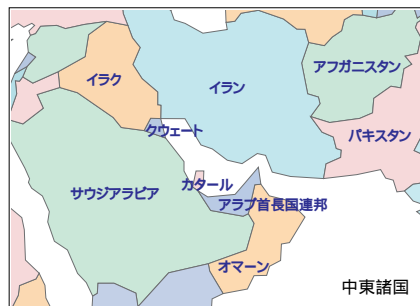 アフガニスタン
イラク
イラン
クウェート
パキスタン
カタール
サウジアラビア
アラブ首長国連邦
オマーン
中東諸国